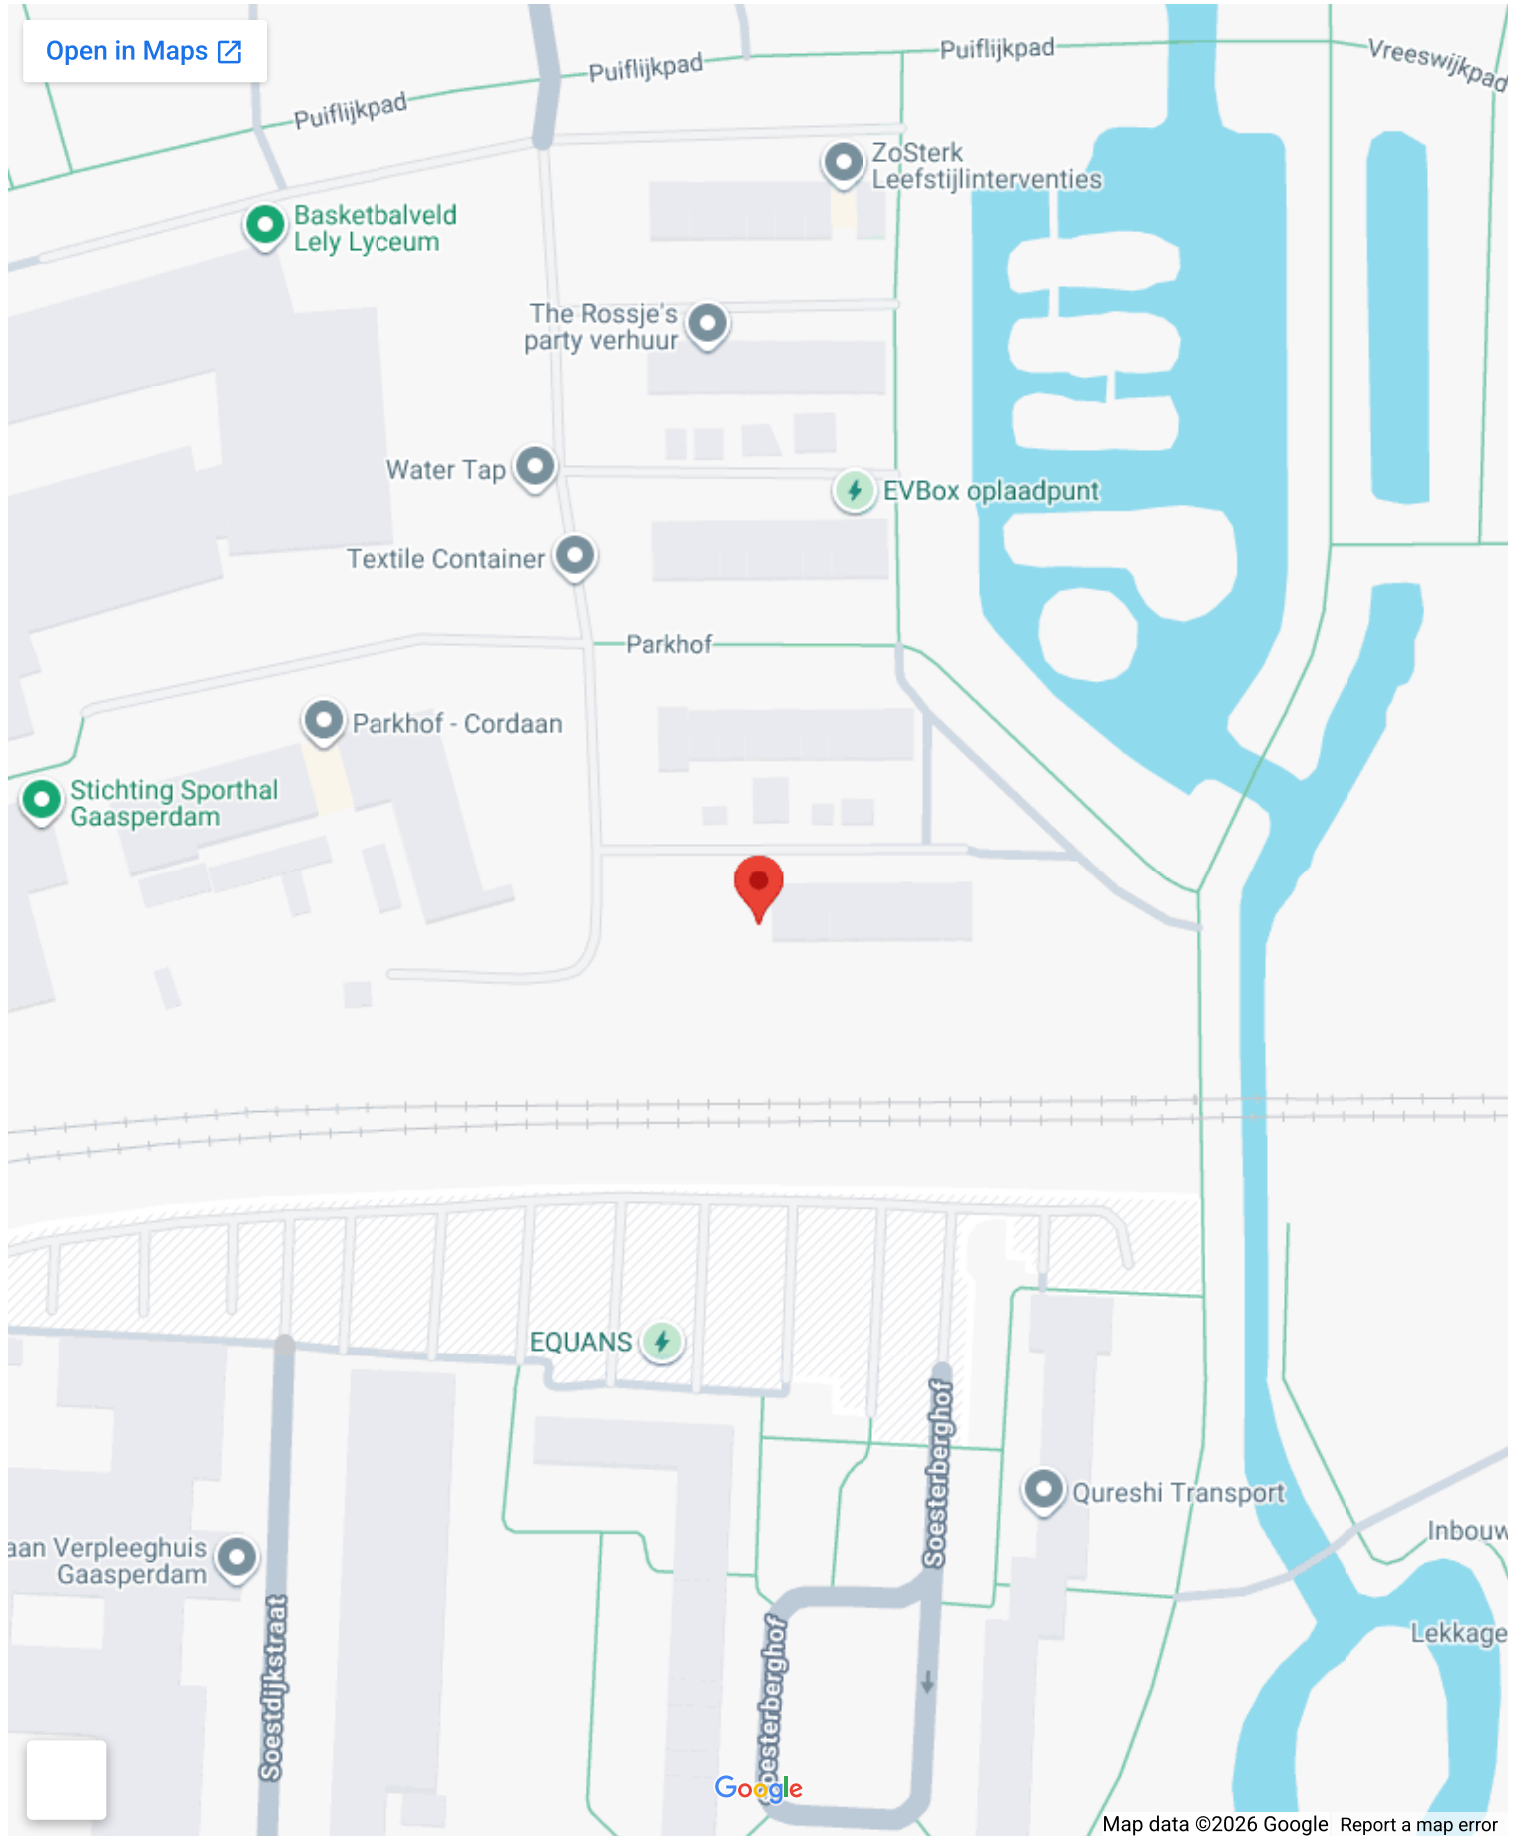 Open in Maps
Puiflijkpad
Puiflijkpad
Puiflijkpad
Vreeswijkpad
ZoSterk
Leefstijlinterventies
Basketbalveld
Lely Lyceum
The Rossje's
party verhuur
Water Tap
EVBox oplaadpunt
Textile Container
Parkhof
Parkhof - Cordaan
Stichting Sporthal
Gaasperdam
EQUANS
Soesterberghof
Qureshi Transport
Inbouw
aan Verpleeghuis
Gaasperdam
Soestdijkstraat
oesterberghof
Lekkage
Google
Map data ©2026 Google
Report a map error